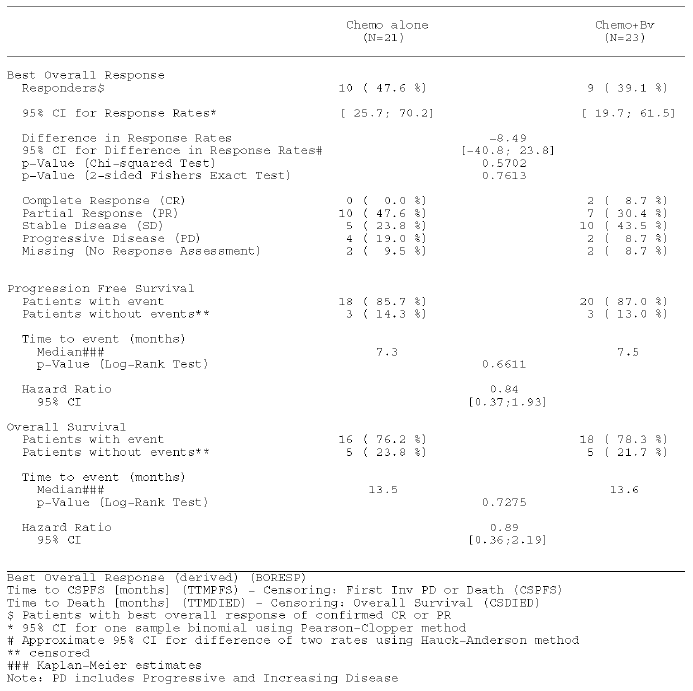 Chemo alone Chemo+Bv
(N=21) (N=23)
Best Overall Response
Responders$ 10 ( 47.6 %) 9 ( 39.1 %)
95% CI for Response Rates* [ 25.7; 70.2] [ 19.7; 61.5]
Difference in Response Rates -8.49
95% CI for Difference in Response Rates# [-40.8; 23.8]
p-Value (Chi-squared Test) 0.5702
p-Value (2-sided Fishers Exact Test) 0.7613
Complete Response (CR) 0 ( 0.0 %) 2 ( 8.7 %)
Partial Response (PR) 10 ( 47.6 %) 7 ( 30.4 %)
Stable Disease (SD) 5 ( 23.8 %) 10 ( 43.5 %)
Progressive Disease (PD) 4 ( 19.0 %) 2 ( 8.7 %)
Missing (No Response Assessment) 2 ( 9.5 %) 2 ( 8.7 %)
Progression Free Survival
Patients with event 18 ( 85.7 %) 20 ( 87.0 %)
Patients without events** 3 ( 14.3 %) 3 ( 13.0 %)
Time to event (months)
Median### 7.3 7.5
p-Value (Log-Rank Test) 0.6611
Hazard Ratio 0.84
95% CI [0.37;1.93]
Overall Survival
Patients with event 16 ( 76.2 %) 18 ( 78.3 %)
Patients without events** 5 ( 23.8 %) 5 ( 21.7 %)
Time to event (months)
Median### 13.5 13.6
p-Value (Log-Rank Test) 0.7275
Hazard Ratio 0.89
95% CI [0.36;2.19]
Best Overall Response (derived) (BORESP)
Time to CSPFS [months] (TTMPFS) - Censoring: First Inv PD or Death (CSPFS)
Time to Death [months] (TTMDIED) - Censoring: Overall Survival (CSDIED)
$ Patients with best overall response of confirmed CR or PR
* 95% CI for one sample binomial using Pearson-Clopper method
# Approximate 95% CI for difference of two rates using Hauck-Anderson method
** censored
### Kaplan-Meier estimates
Note: PD includes Progressive and Increasing Disease